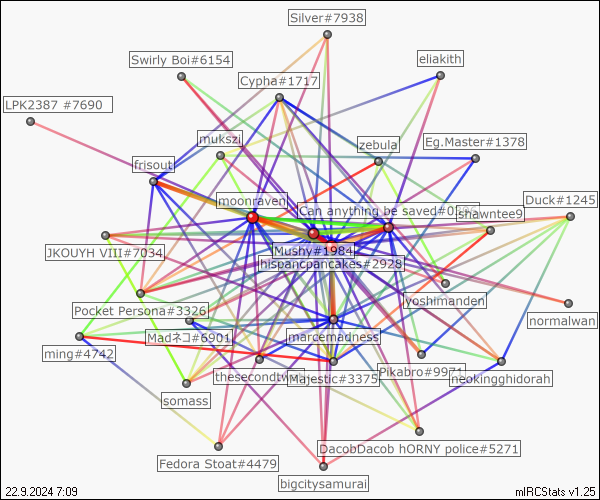 Silver#7938
Swirly Boi#6154
eliakith
Cypha#1717
LPK2387 #7690
mukszi
zebula
Eg.Master#1378
frisout
moonraven
Can anything be saved#0
shawntee9
Duck#1245
JKOUYH VIII#7034
Mushy#1984
hispancpancakes#2928
yoshimanden
Pocket Persona#3326
normalwan
Madネコ#6901
marcemadness
ming#4742
thesecondtw
Majestic#3375
Pikabro#9971
neokingghidorah
somass
DacobDacob hORNY police#5271
Fedora Stoat#4479
bigcitysamurai
22.9.2024 7:09
mIRCStats v1.25